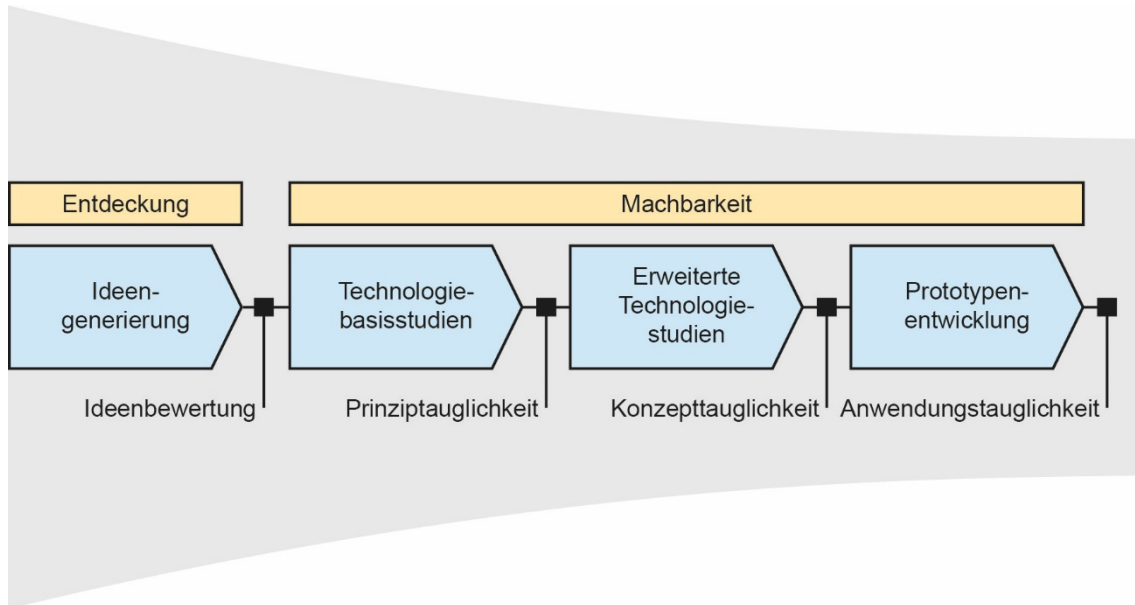 Entdeckung
Machbarkeit
Ideen-
generierung
Technologie-
basisstudien
Erweiterte
Technologie-
studien
Prototypen-
entwicklung
Ideenbewertung
Prinziptauglichkeit
Konzepttauglichkeit
Anwendungstauglichkeit